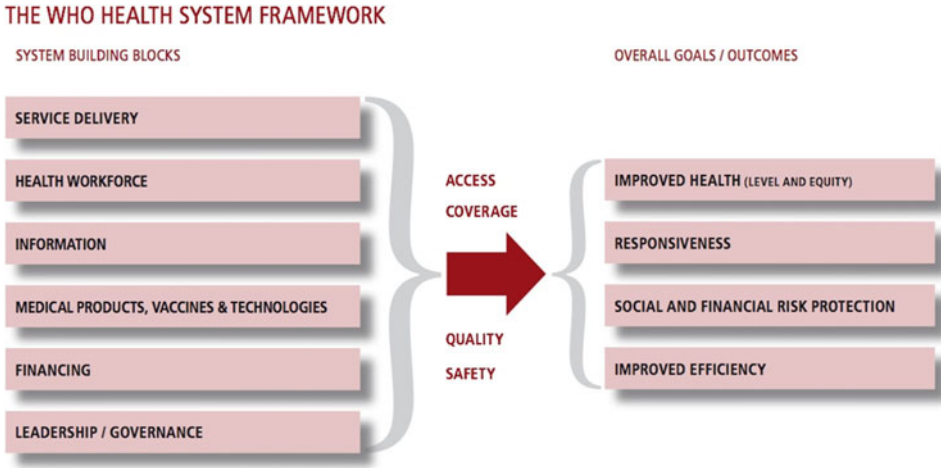 THE WHO HEALTH SYSTEM FRAMEWORK
SYSTEM BUILDING BLOCKS
SERVICE DELIVERY
HEALTH WORKFORCE
INFORMATION
MEDICAL PRODUCTS, VACCINES & TECHNOLOGIES
FINANCING
LEADERSHIP / GOVERNANCE
ACCESS
COVERAGE
QUALITY
SAFETY
OVERALL GOALS / OUTCOMES
IMPROVED HEALTH (LEVEL AND EQUITY)
RESPONSIVENESS
SOCIAL AND FINANCIAL RISK PROTECTION
IMPROVED EFFICIENCY